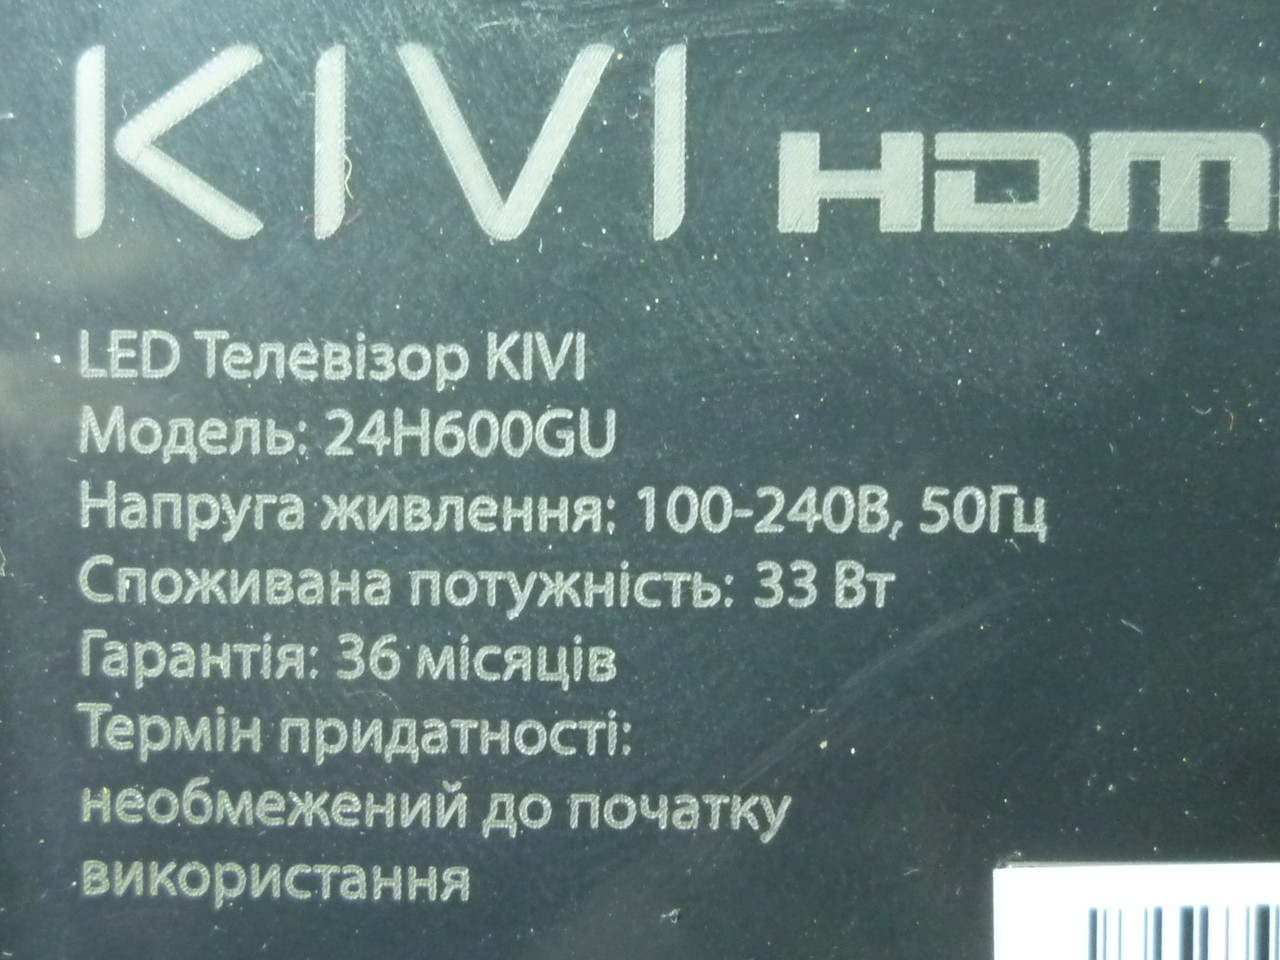 KIVI HDMI
LED Телевізор KIVI
Модель: 24H600GU
Напруга живлення: 100-240В, 50Гц
Споживана потужність: 33 Вт
Гарантія: 36 місяців
Термін придатності:
необмежений до початку
використання